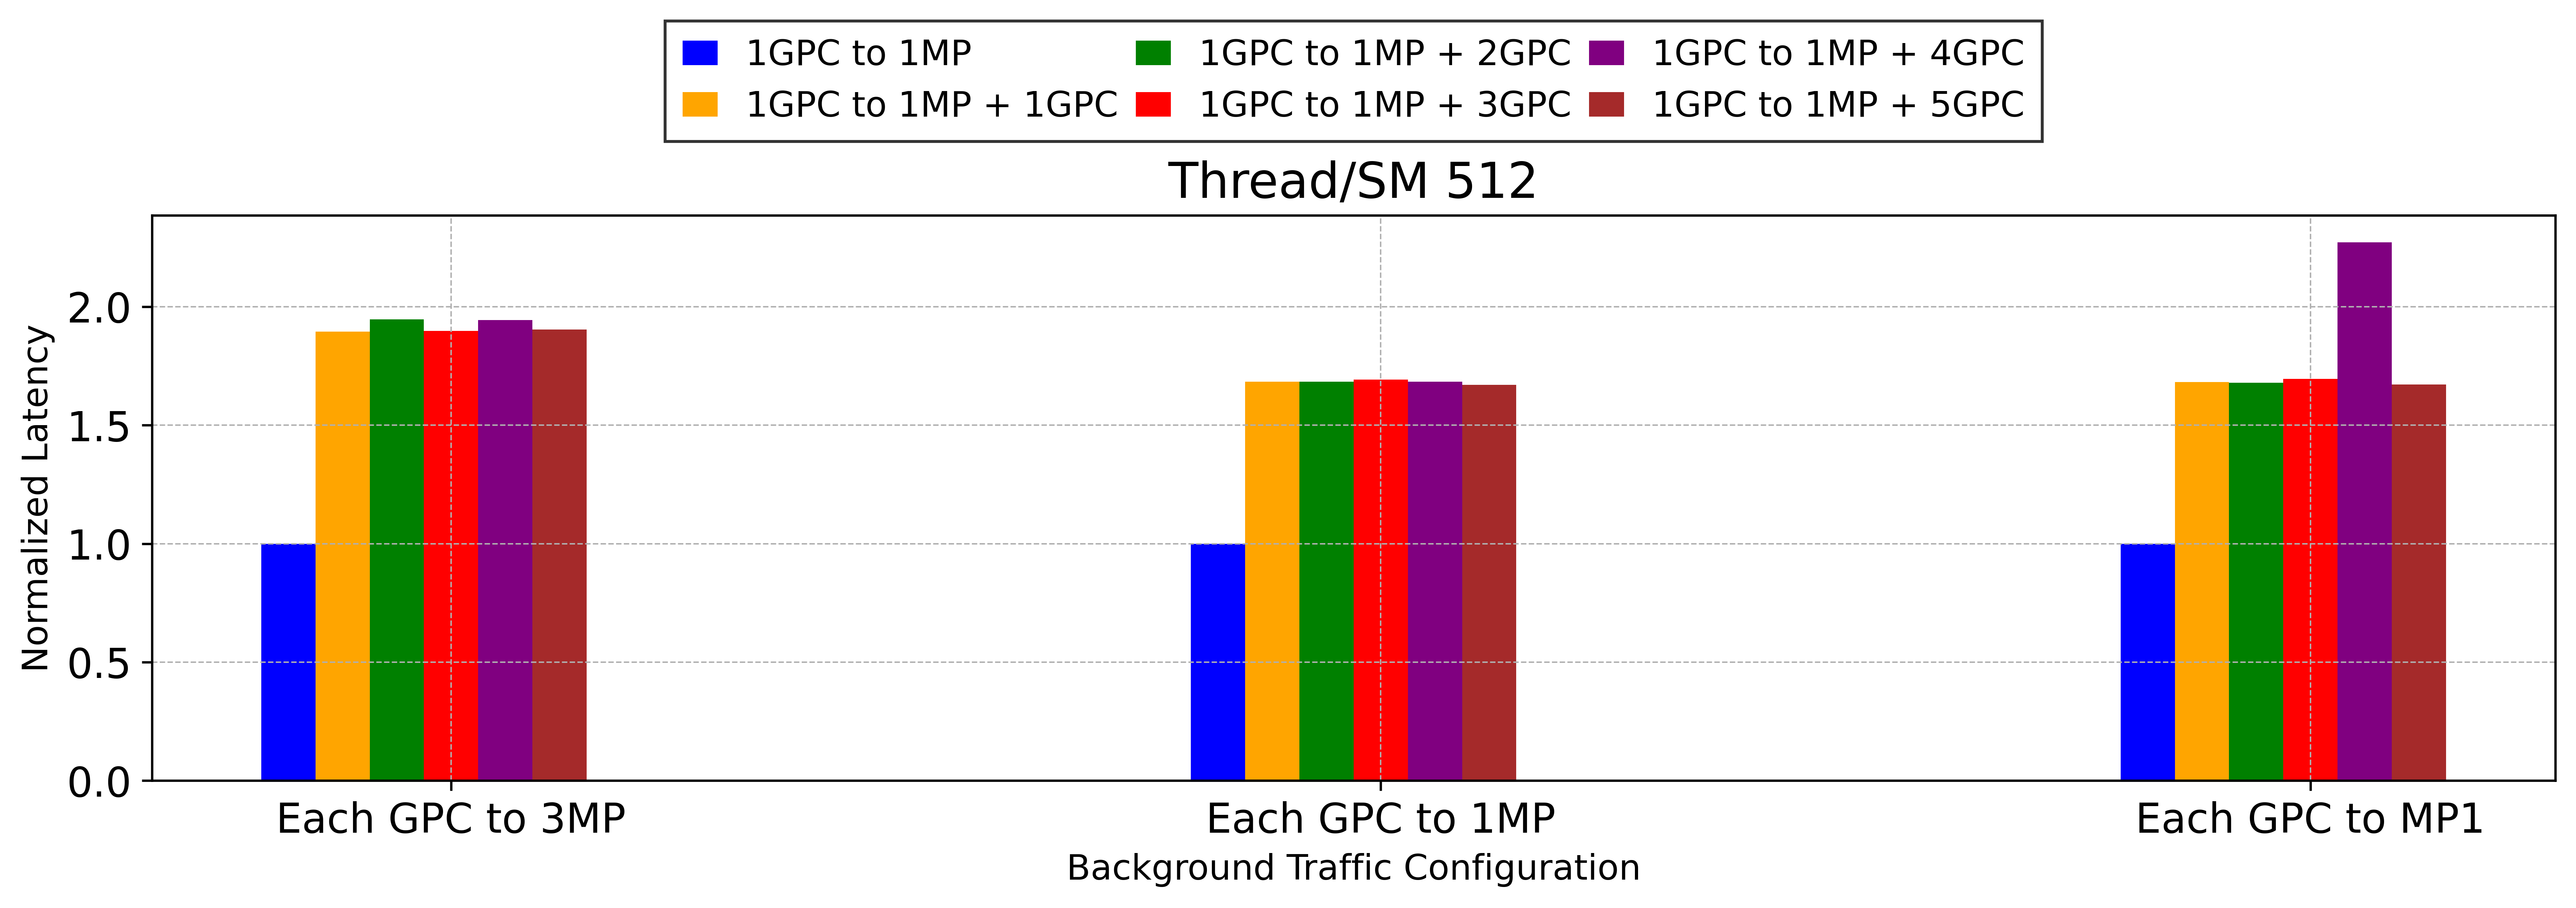 1GPC to 1MP
1GPC to 1MP + 1GPC
1GPC to 1MP + 2GPC
1GPC to 1MP + 3GPC
1GPC to 1MP + 4GPC
1GPC to 1MP + 5GPC
Thread/SM 512
Normalized Latency
2.0
1.5
1.0
0.5
0.0
Each GPC to 3MP
Each GPC to 1MP
Each GPC to MP1
Background Traffic Configuration